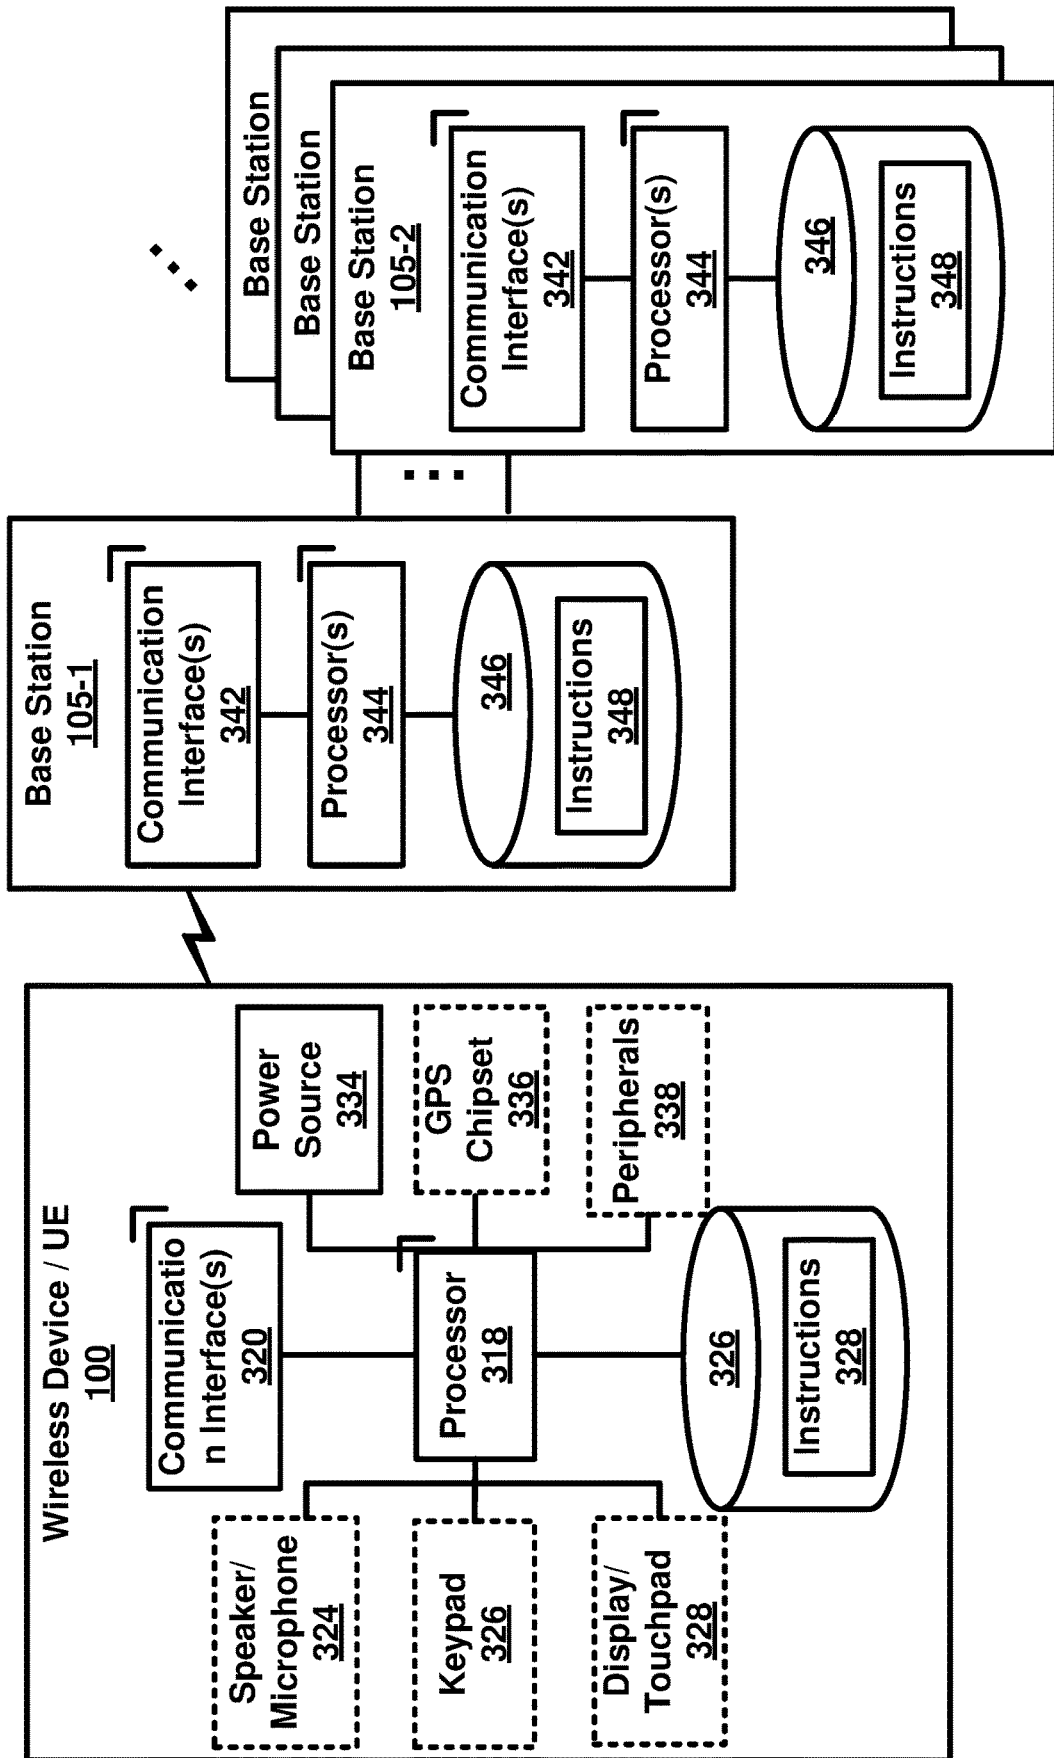 Wireless Device / UE
100
Communicatio
n Interface(s)
320
Speaker/
Microphone
324
Keypad
326
Display/
Touchpad
328
Processor
318
Power
Source
334
GPS
Chipset
336
Peripherals
338
326
Instructions
328
Base Station
105-1
Communication
Interface(s)
342
Processor(s)
344
346
Instructions
348
Base Station
Base Station
Base Station
105-2
Communication
Interface(s)
342
Processor(s)
344
346
Instructions
348